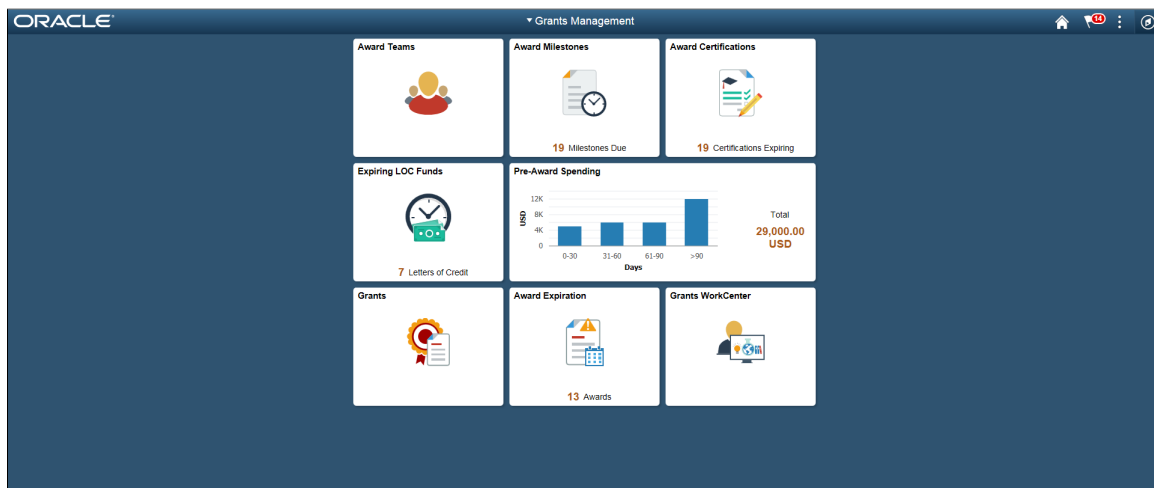 ORACLE
Grants Management
14
Award Teams
Award Milestones
19 Milestones Due
Award Certifications
19 Certifications Expiring
Expiring LOC Funds
7 Letters of Credit
Pre-Award Spending
USD
12K
8K
4K
0
0-30 31-60 61-90 >90
Days
Total
29,000.00
USD
Grants
Award Expiration
13 Awards
Grants WorkCenter